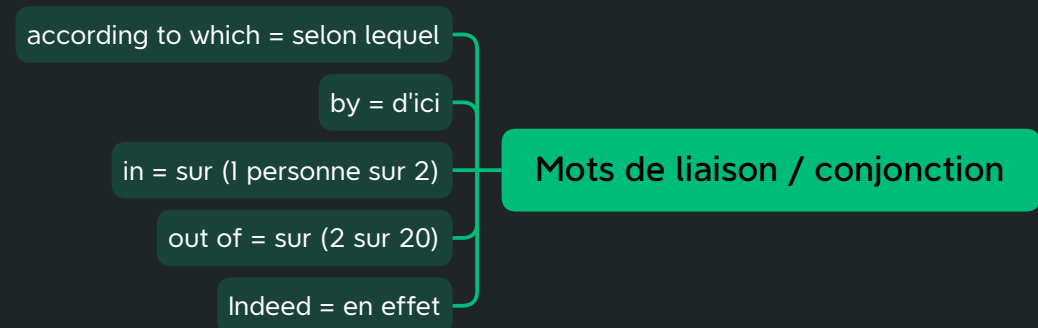 according to which = selon lequel
by = d'ici
in = sur (1 personne sur 2)
out of = sur (2 sur 20)
Indeed = en effet
Mots de liaison / conjonction